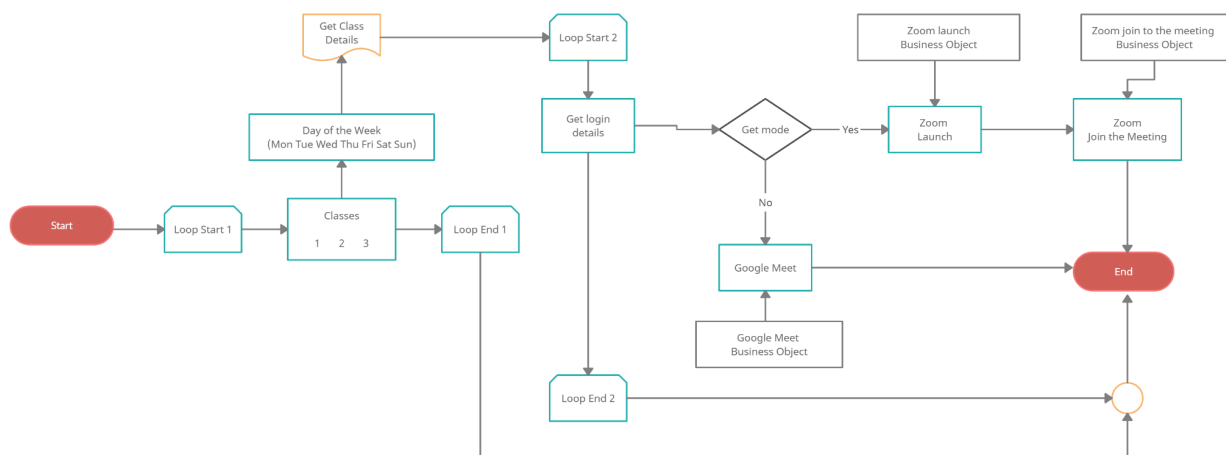 Get Class
Details
Loop Start 2
Zoom launch
Business Object
Zoom join to the meeting
Business Object
Day of the Week
(Mon Tue Wed Thu Fri Sat Sun)
Get login
details
Get mode
Yes
Zoom
Launch
Zoom
Join the Meeting
No
Start
Loop Start 1
Classes
1 2 3
Loop End 1
Google Meet
End
Google Meet
Business Object
Loop End 2